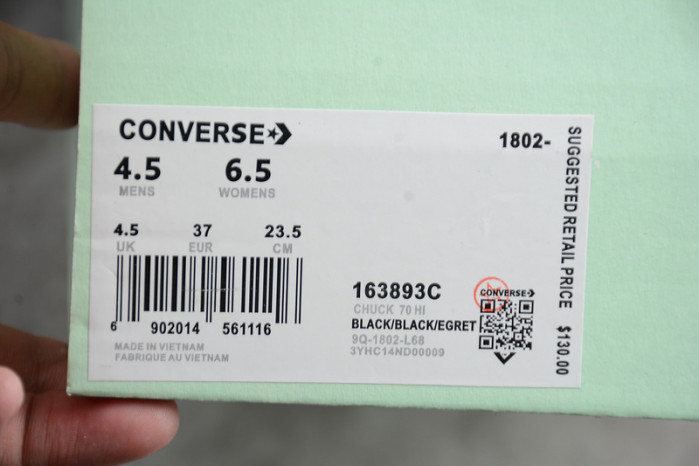 CONVERSE
1802-
4.5 6.5
MENS WOMENS
4.5 37 23.5
UK EUR CM
6 902014 561116
MADE IN VIETNAM
FABRIQUE AU VIETNAM
163893C
CHUCK 70 HI
BLACK/BLACK/EGRET
9Q-1802-L68
3YHC14ND00009
CONVERSE
SUGGESTED RETAIL PRICE $130.00